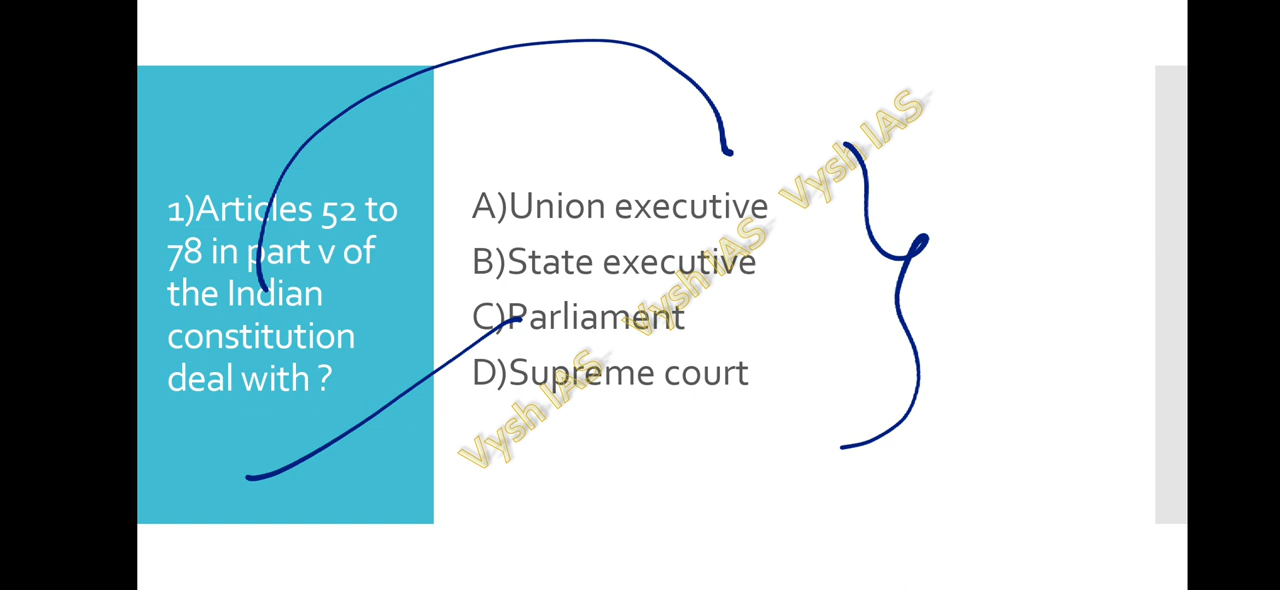 1)Articles 52 to
78 in part v of
the Indian
constitution
deal with ?
A)Union executive
B)State executive
C)Parliament
D)Supreme court
Vysh IAS Vysh IAS Vysh IAS